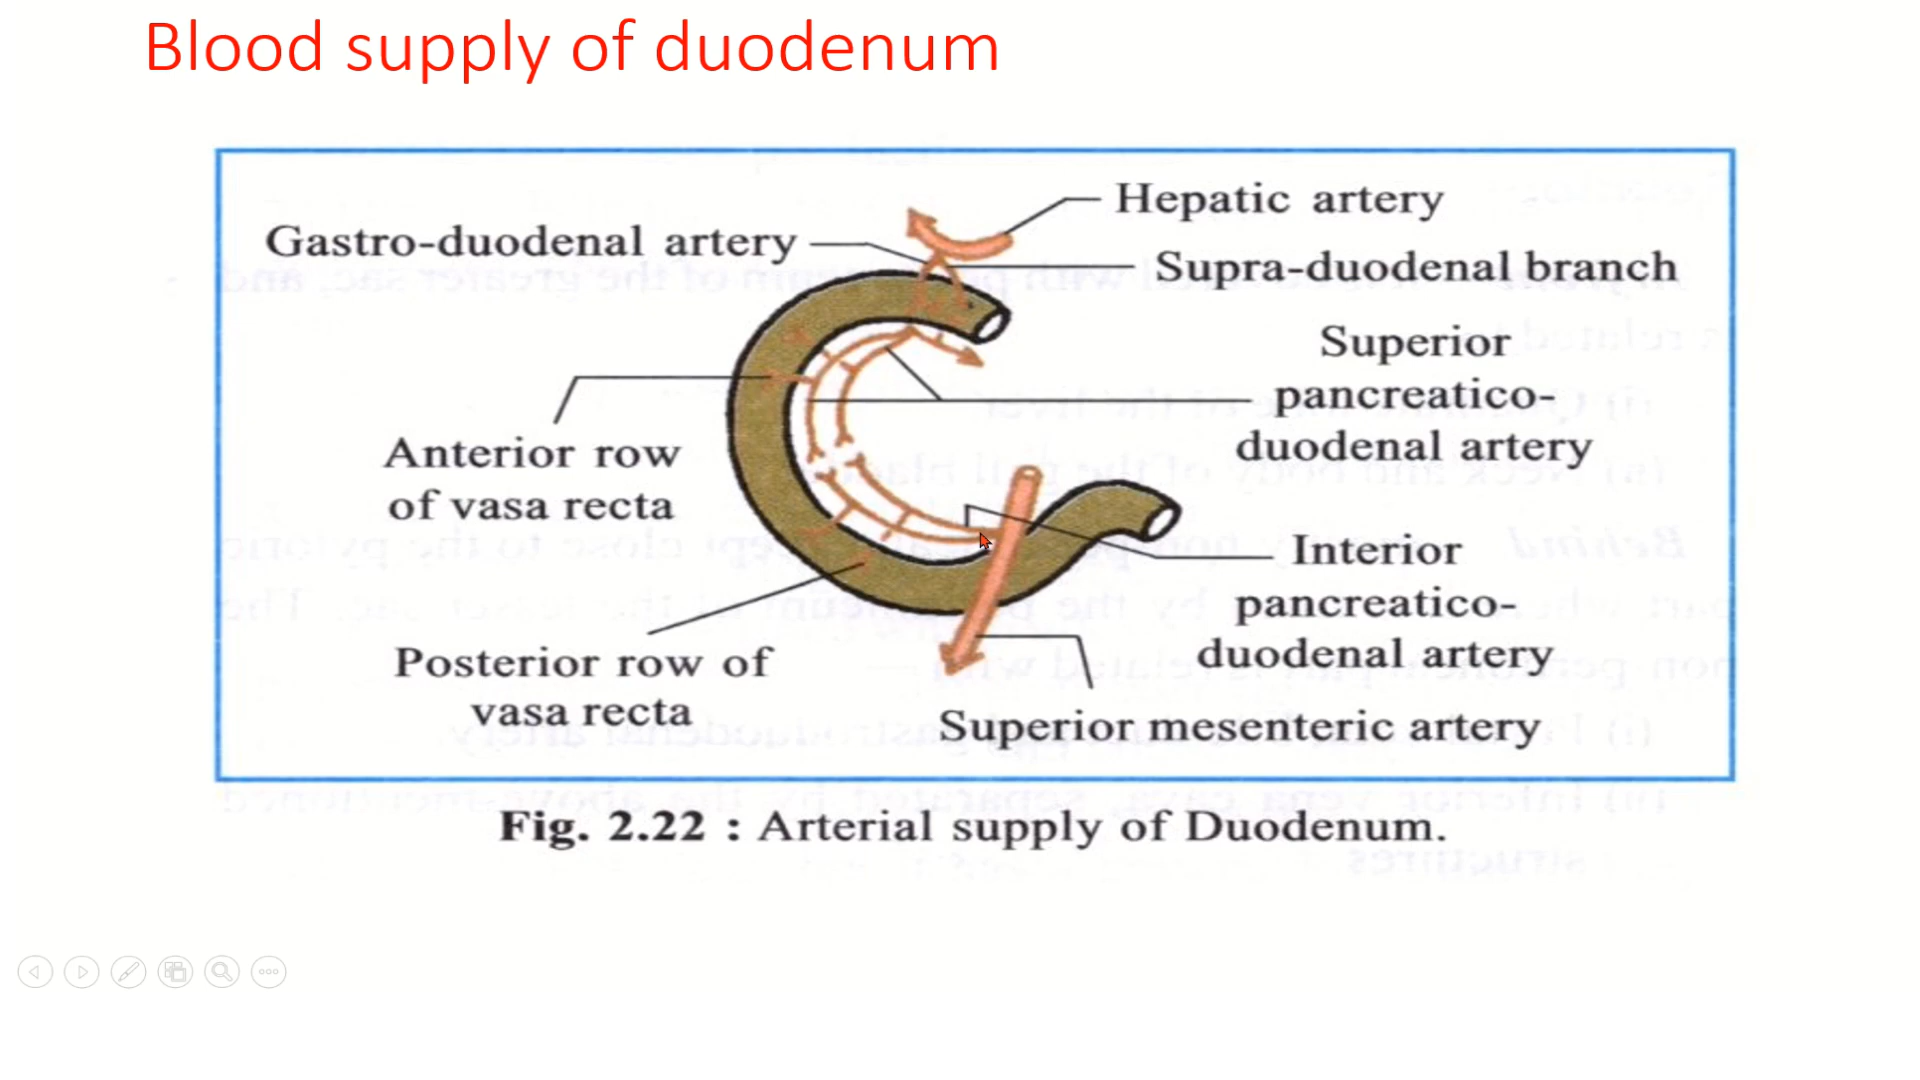 Blood supply of duodenum
Hepatic artery
Gastro-duodenal artery
Supra-duodenal branch
Superior
pancreatico-
duodenal artery
Anterior row
of vasa recta
Interior
pancreatico-
duodenal artery
Posterior row of
vasa recta
Superior mesenteric artery
Fig. 2.22 : Arterial supply of Duodenum.